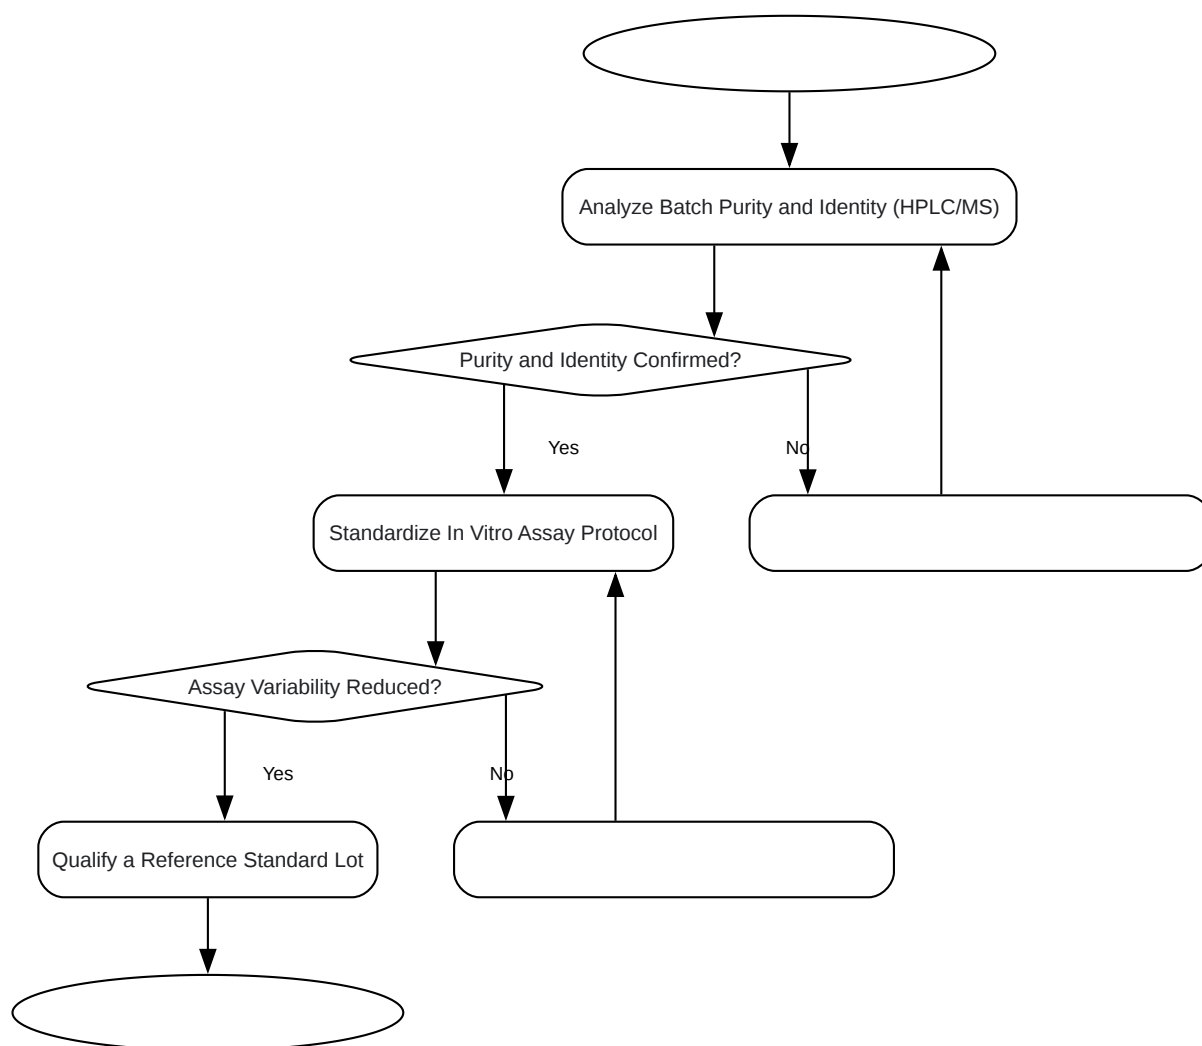 Analyze Batch Purity and Identity (HPLC/MS)
Purity and Identity Confirmed?
Yes
No
Standardize In Vitro Assay Protocol
Assay Variability Reduced?
Yes
No
Qualify a Reference Standard Lot